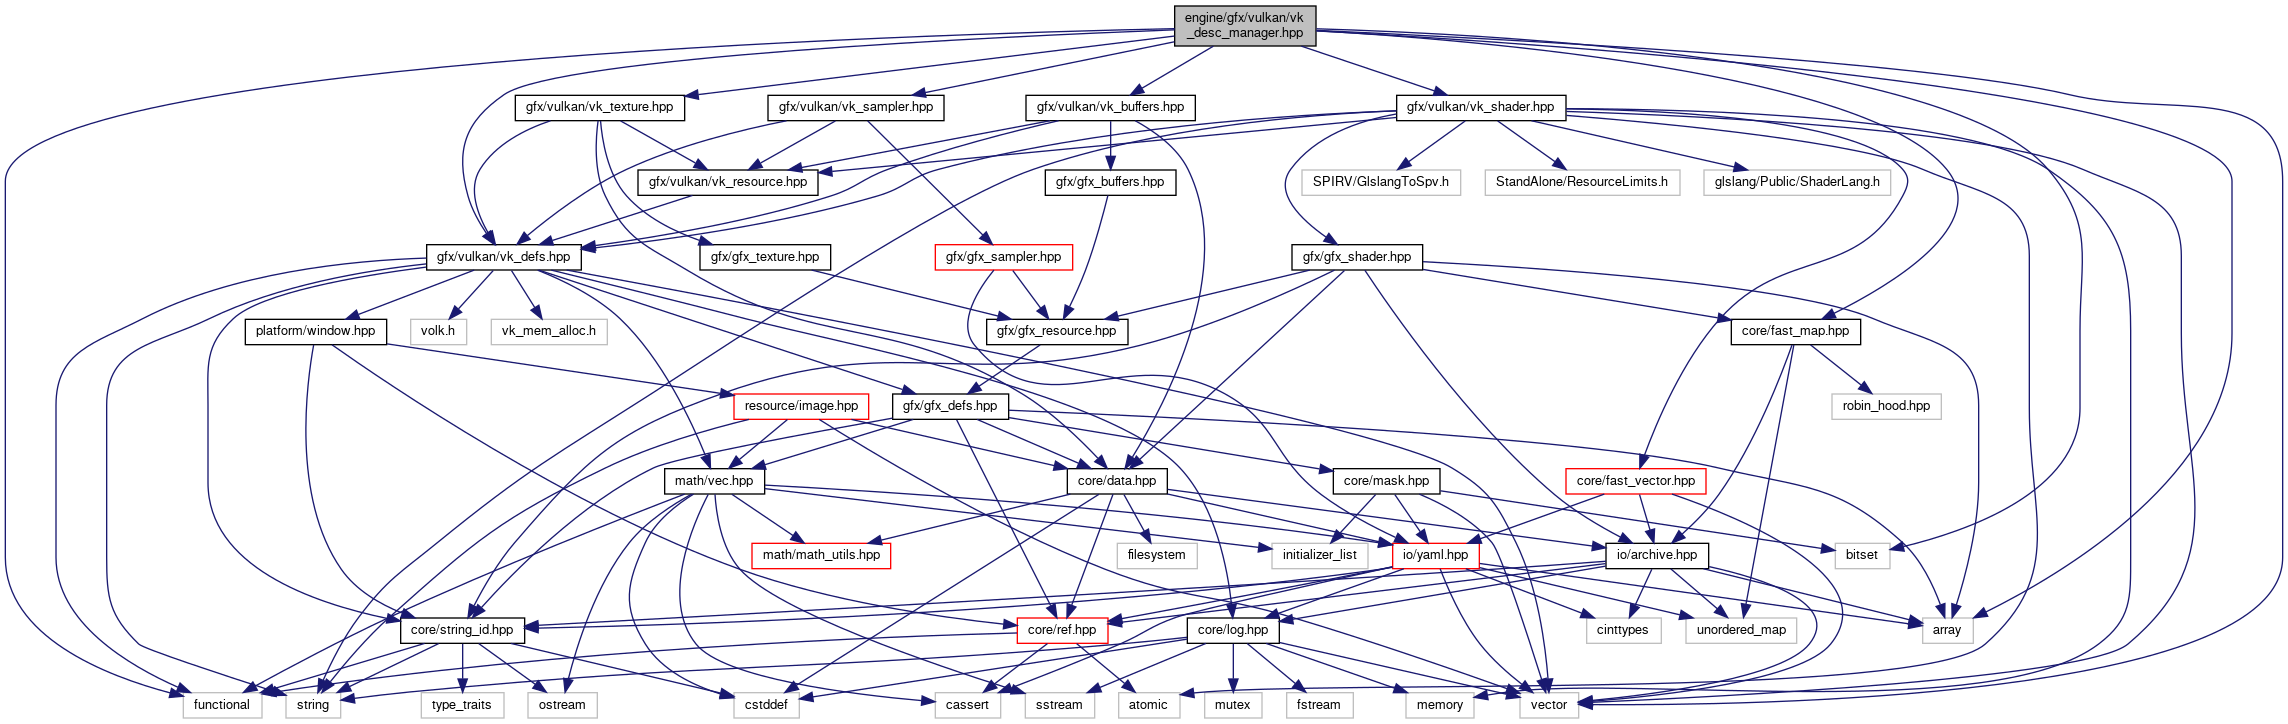 engine/gfx/vulkan/vk
_desc_manager.hpp
gfx/vulkan/vk_texture.hpp
gfx/vulkan/vk_sampler.hpp
gfx/vulkan/vk_buffers.hpp
gfx/vulkan/vk_shader.hpp
gfx/vulkan/vk_resource.hpp
gfx/gfx_buffers.hpp
SPIRV/GlslangToSpv.h
StandAlone/ResourceLimits.h
glslang/Public/ShaderLang.h
gfx/vulkan/vk_defs.hpp
gfx/gfx_texture.hpp
gfx/gfx_sampler.hpp
gfx/gfx_shader.hpp
platform/window.hpp
volk.h
vk_mem_alloc.h
gfx/gfx_resource.hpp
core/fast_map.hpp
resource/image.hpp
gfx/gfx_defs.hpp
robin_hood.hpp
math/vec.hpp
core/data.hpp
core/mask.hpp
core/fast_vector.hpp
math/math_utils.hpp
filesystem
initializer_list
io/yaml.hpp
io/archive.hpp
bitset
core/string_id.hpp
core/ref.hpp
core/log.hpp
cinttypes
unordered_map
array
functional
string
type_traits
ostream
cstddef
cassert
sstream
atomic
mutex
fstream
memory
vector